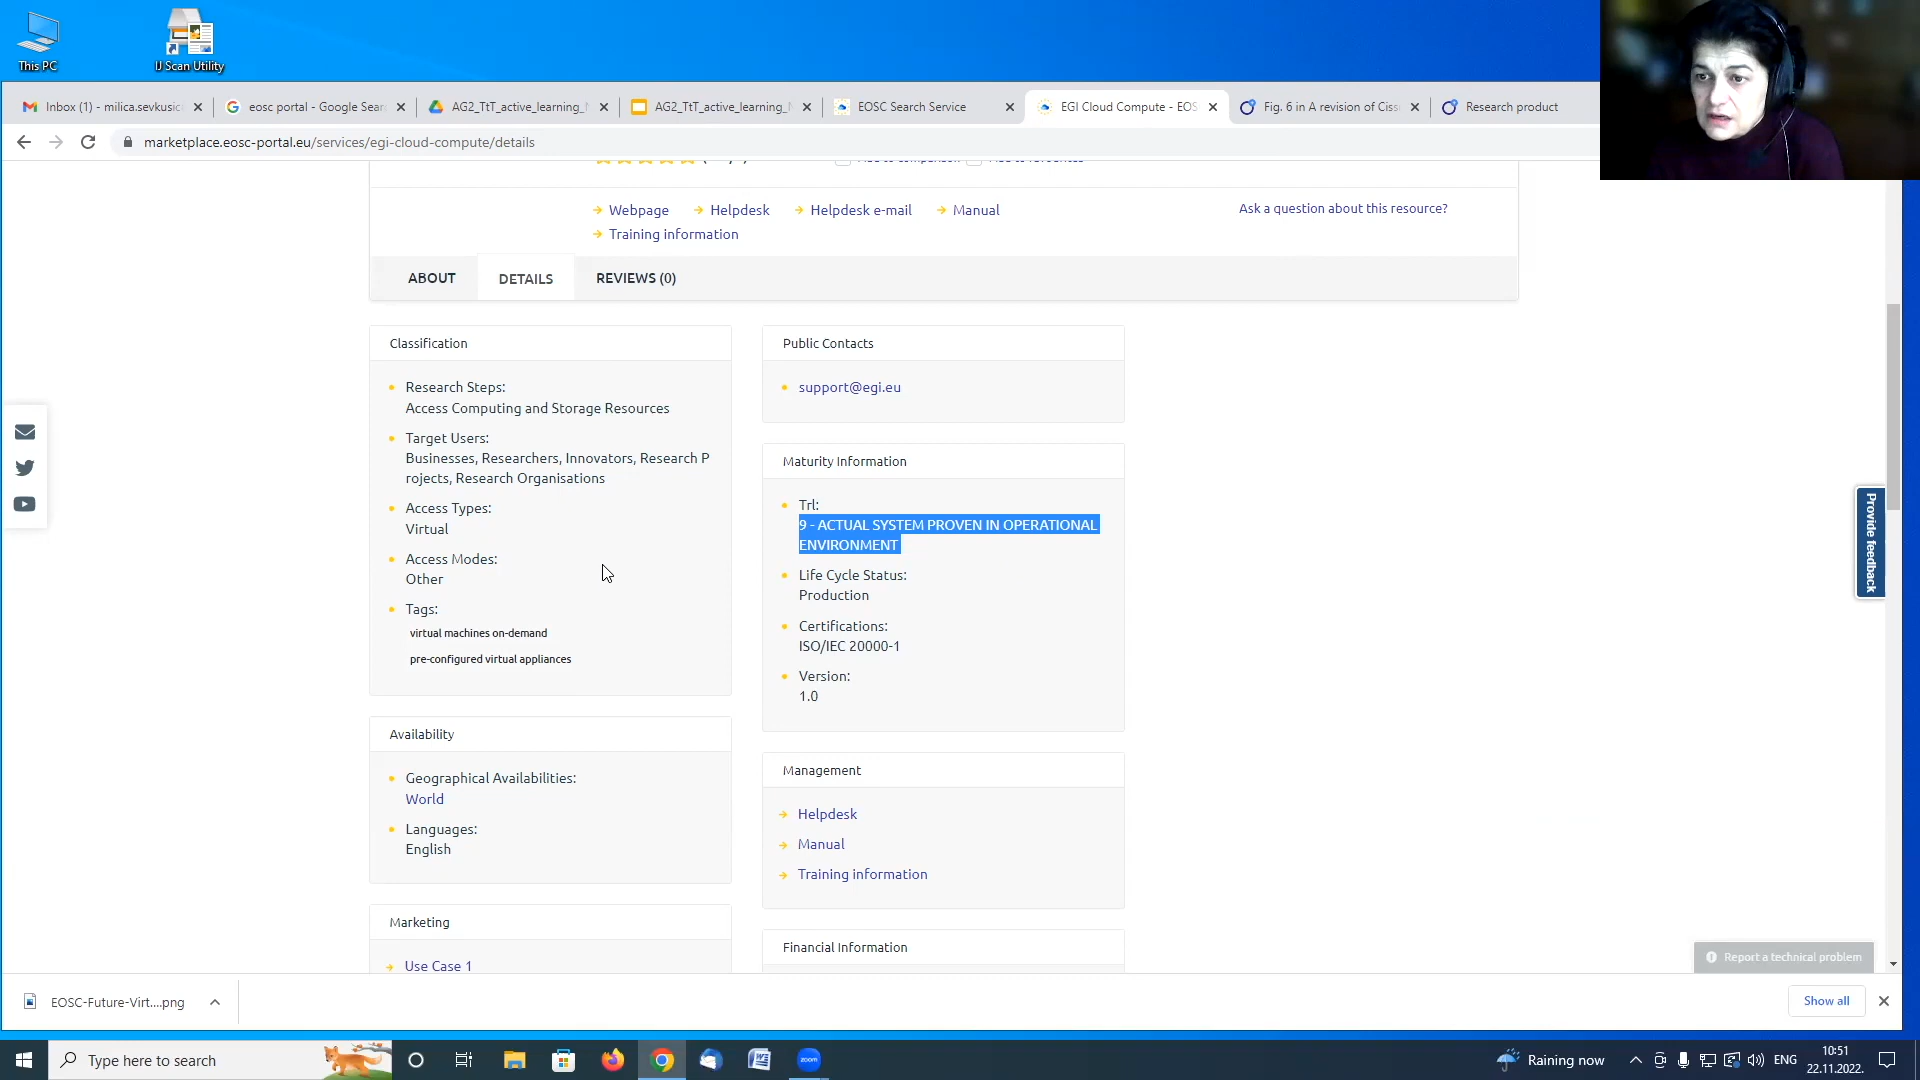 This PC
IJ Scan Utility
Inbox (1) - milica.sevkusic
eosc portal - Google Sear
AG2_TtT_active_learning_
AG2_TtT_active_learning_
EOSC Search Service
EGI Cloud Compute - EOS
Fig. 6 in A revision of Ciss
Research product
marketplace.eosc-portal.eu/services/egi-cloud-compute/details
Webpage
Helpdesk
Helpdesk e-mail
Manual
Ask a question about this resource?
Training information
ABOUT
DETAILS
REVIEWS (0)
Classification
Research Steps:
Access Computing and Storage Resources
Target Users:
Businesses, Researchers, Innovators, Research P
rojects, Research Organisations
Access Types:
Virtual
Access Modes:
Other
Tags:
virtual machines on-demand
pre-configured virtual appliances
Availability
Geographical Availabilities:
World
Languages:
English
Marketing
Use Case 1
Public Contacts
support@egi.eu
Maturity Information
Trl:
9 - ACTUAL SYSTEM PROVEN IN OPERATIONAL
ENVIRONMENT
Life Cycle Status:
Production
Certifications:
ISO/IEC 20000-1
Version:
1.0
Management
Helpdesk
Manual
Training information
Financial Information
Provide feedback
Report a technical problem
EOSC-Future-Virt....png
Show all
Type here to search
zoom
Raining now
ENG
10:51
22.11.2022.